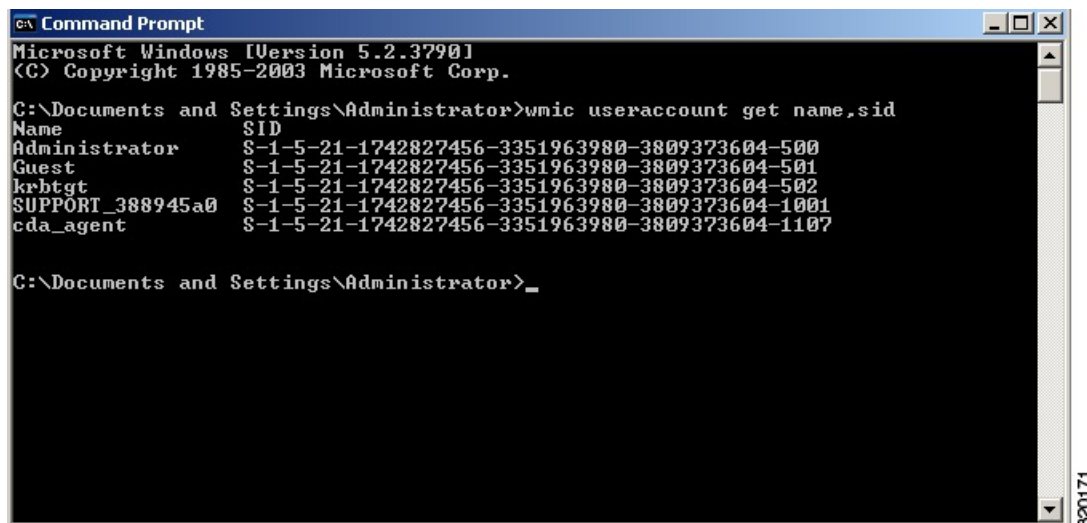 Command Prompt
Microsoft Windows [Version 5.2.3790]
(C) Copyright 1985-2003 Microsoft Corp.
C:\Documents and Settings\Administrator>wmic useraccount get name,sid
Name SID
Administrator S-1-5-21-1742827456-3351963980-3809373604-500
Guest S-1-5-21-1742827456-3351963980-3809373604-501
krbtgt S-1-5-21-1742827456-3351963980-3809373604-502
SUPPORT_388945a0 S-1-5-21-1742827456-3351963980-3809373604-1001
cda_agent S-1-5-21-1742827456-3351963980-3809373604-1107
C:\Documents and Settings\Administrator>_